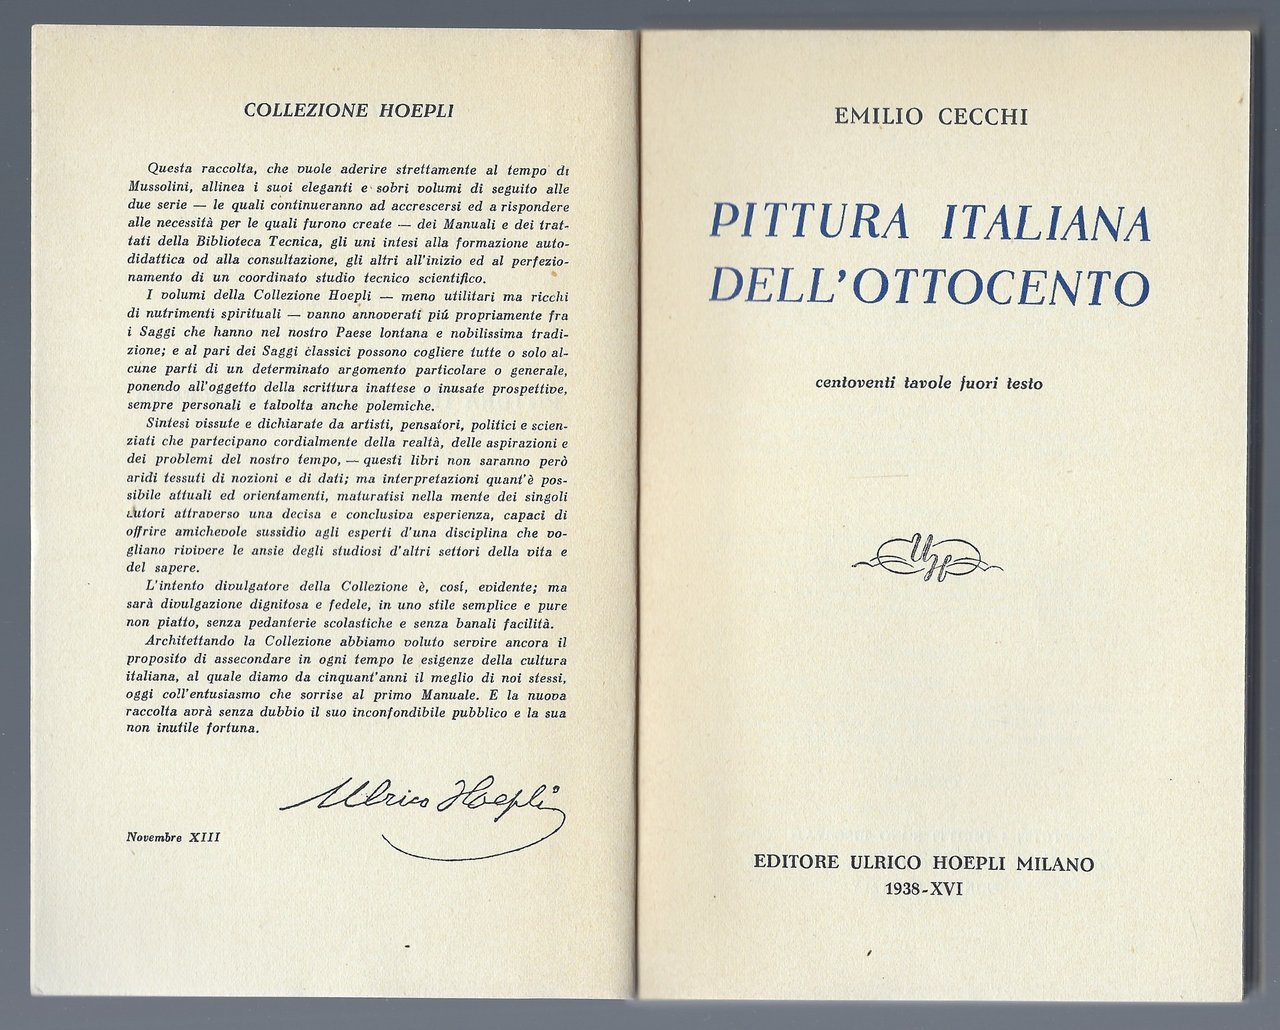 COLLEZIONE HOEPLI
Questa raccolta, che vuole aderire strettamente al tempo di
Mussolini, allinea i suoi eleganti e sobri volumi di seguito alle
due serie — le quali continueranno ad accrescersi ed a rispondere
alle necessità per le quali furono create — dei Manuali e dei trat-
tati della Biblioteca Tecnica, gli uni intesi alla formazione auto-
didattica od alla consultazione, gli altri all'inizio ed al perfezio-
namento di un coordinato studio tecnico scientifico.
I volumi della Collezione Hoepli — meno utilitari ma ricchi
di nutrimenti spirituali — vanno annoverati piú propriamente fra
i Saggi che hanno nel nostro Paese lontana e nobilissima tradi-
zione; e al pari dei Saggi classici possono cogliere tutte o solo al-
cune parti di un determinato argomento particolare o generale,
ponendo all'oggetto della scrittura inattese o inusate prospettive,
sempre personali e talvolta anche polemiche.
Sintesi vissute e dichiarate da artisti, pensatori, politici e scien-
ziati che partecipano cordialmente della realtà, delle aspirazioni e
dei problemi del nostro tempo, — questi libri non saranno però
aridi tessuti di nozioni e di dati; ma interpretazioni quant'è pos-
sibile attuali ed orientamenti, maturatisi nella mente dei singoli
autori attraverso una decisa e conclusiva esperienza, capaci di
offrire amichevole sussidio agli esperti d'una disciplina che vo-
gliano rivivere le ansie degli studiosi d'altri settori della vita e
del sapere.
L'intento divulgatore della Collezione è, cosí, evidente; ma
sarà divulgazione dignitosa e fedele, in uno stile semplice e pure
non piatto, senza pedanterie scolastiche e senza banali facilità.
Architettando la Collezione abbiamo voluto servire ancora il
proposito di assecondare in ogni tempo le esigenze della cultura
italiana, al quale diamo da cinquant'anni il meglio di noi stessi,
oggi coll'entusiasmo che sorrise al primo Manuale. E la nuova
raccolta avrà senza dubbio il suo inconfondibile pubblico e la sua
non inutile fortuna.
Ulrico Hoepli
Novembre XIII
EMILIO CECCHI
PITTURA ITALIANA
DELL'OTTOCENTO
centoventi tavole fuori testo
UH
EDITORE ULRICO HOEPLI MILANO
1938-XVI